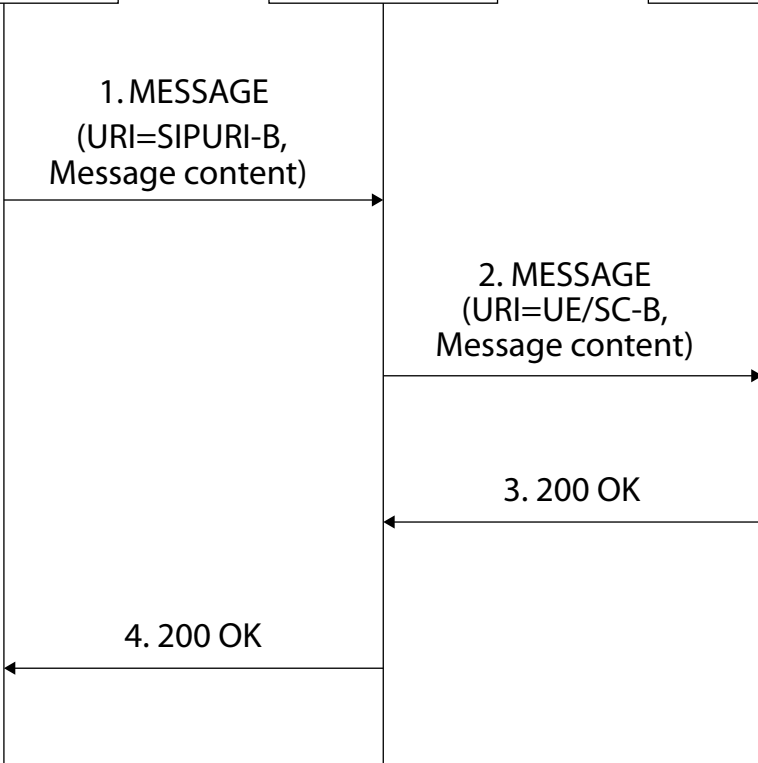 1. MESSAGE
(URI=SIPURI-B,
Message content)
2. MESSAGE
(URI=UE/SC-B,
Message content)
3. 200 OK
4. 200 OK